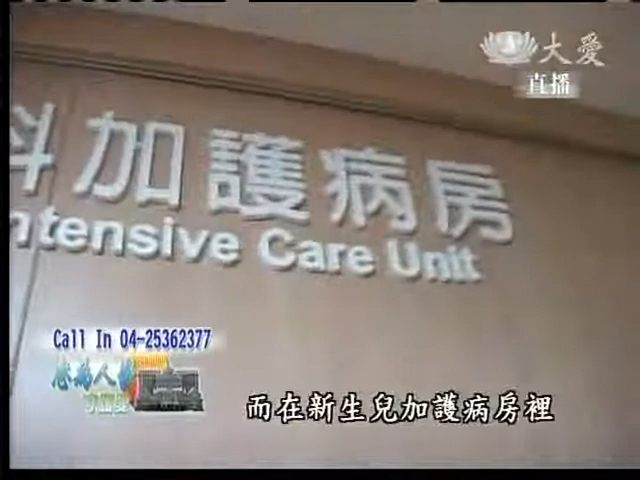 大愛
直播
科加護病房
ntensive Care Unit
Call In 04-25362377
而在新生兒加護病房裡